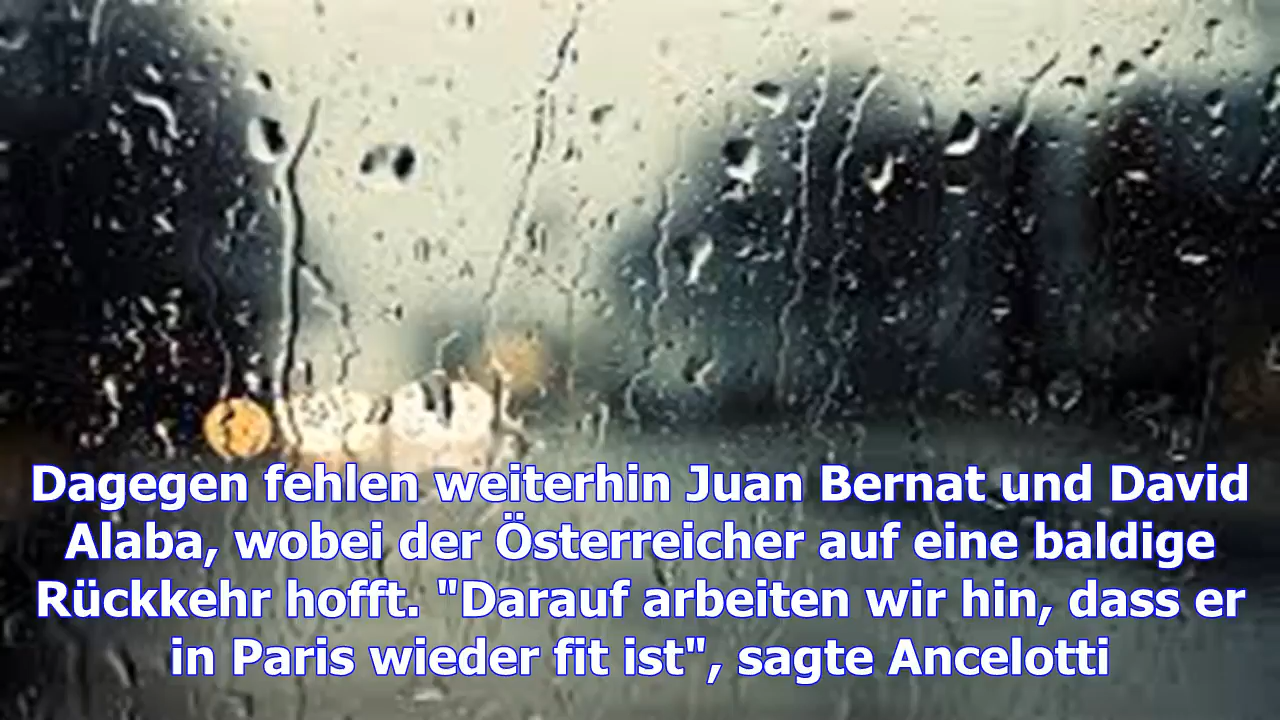 Dagegen fehlen weiterhin Juan Bernat und David
Alaba, wobei der Österreicher auf eine baldige
Rückkehr hofft. "Darauf arbeiten wir hin, dass er
in Paris wieder fit ist", sagte Ancelotti